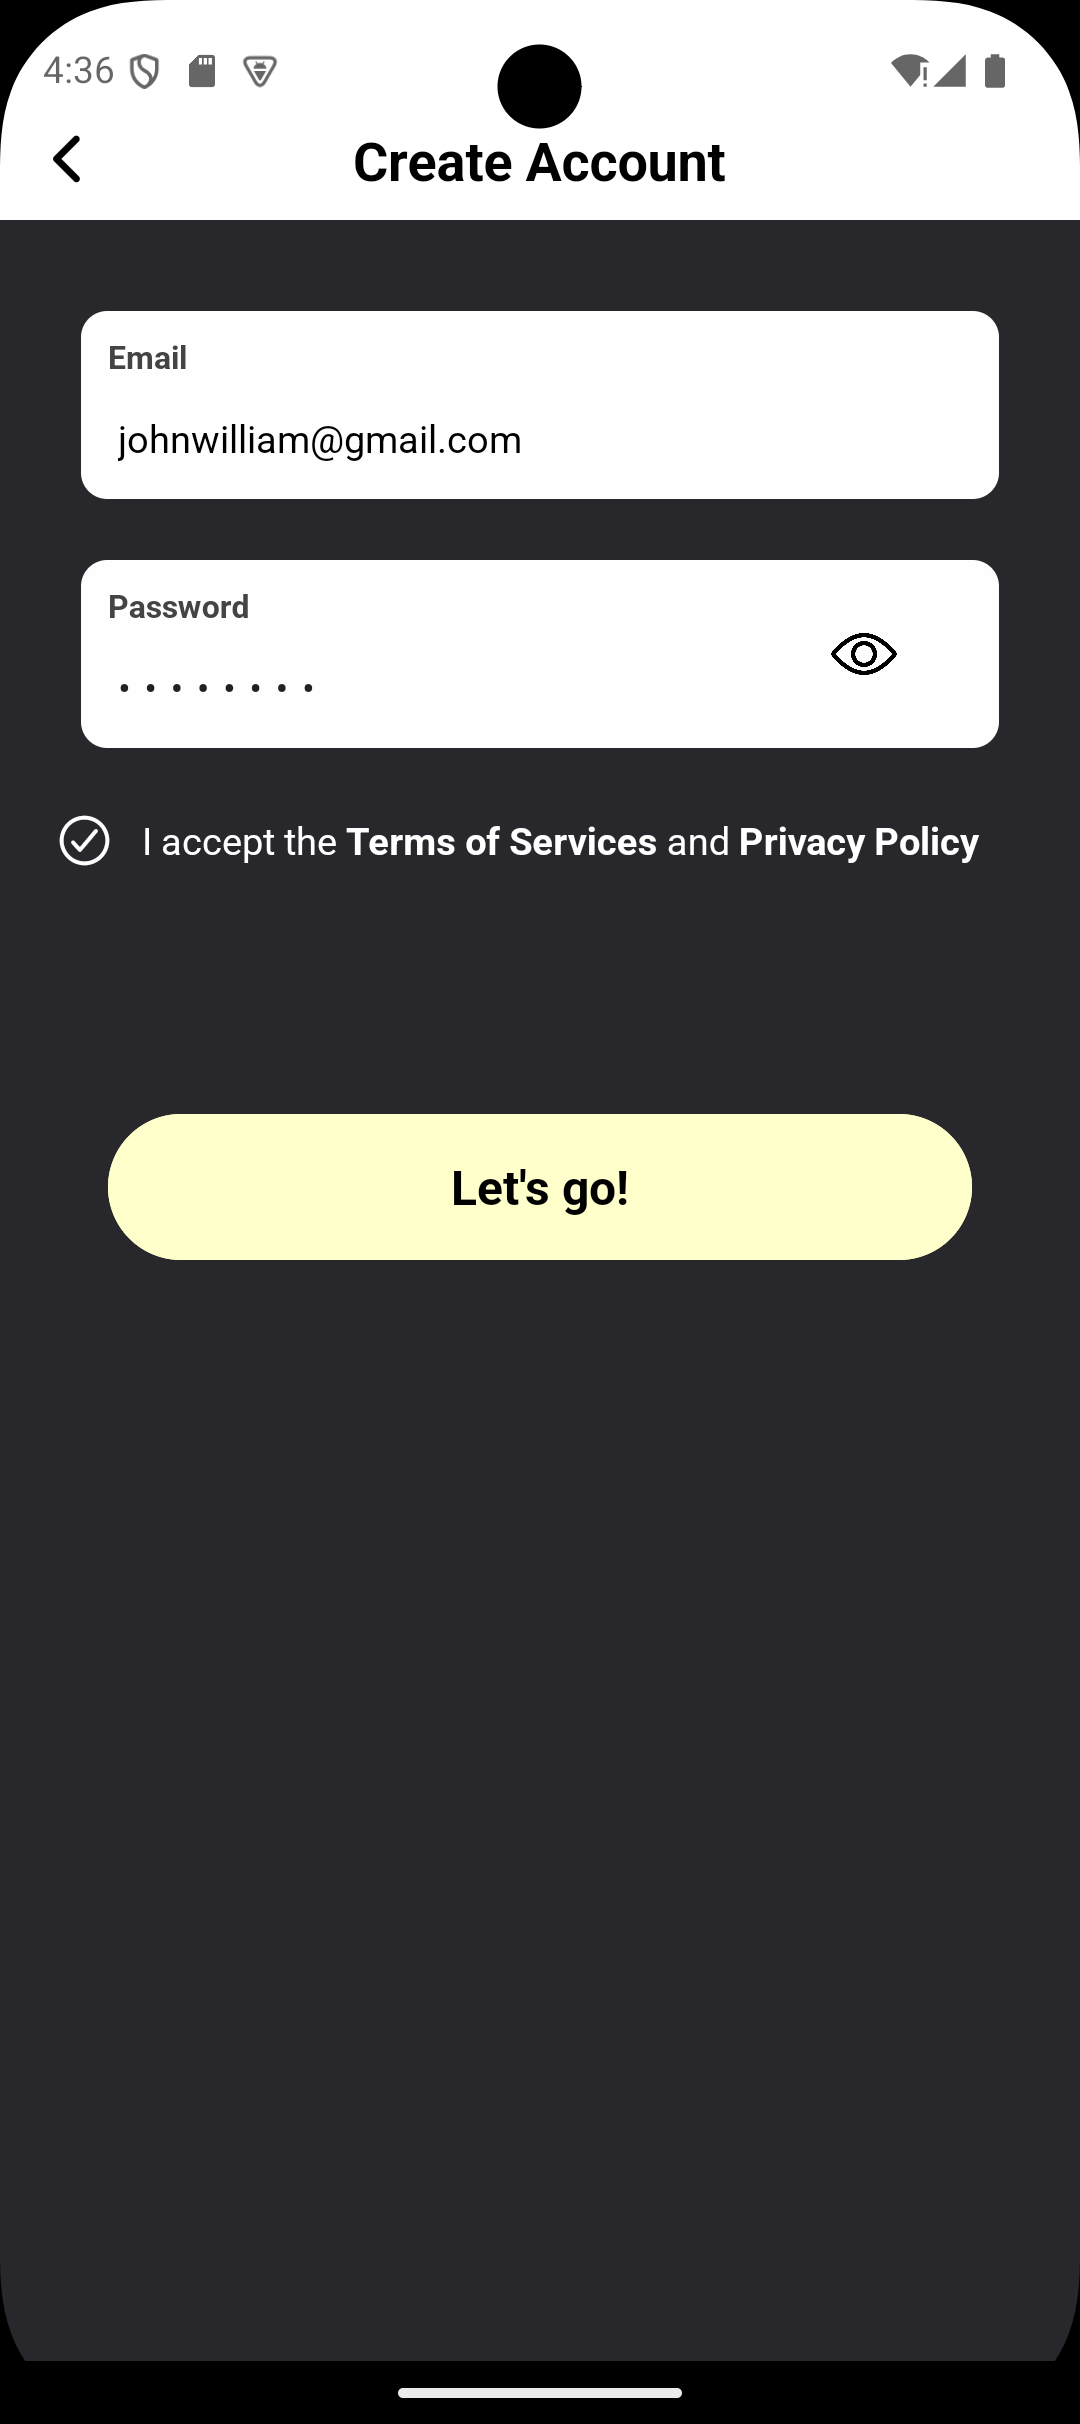 4:36
Create Account
Email
johnwilliam@gmail.com
Password
••••••••
I accept the Terms of Services and Privacy Policy
Let's go!